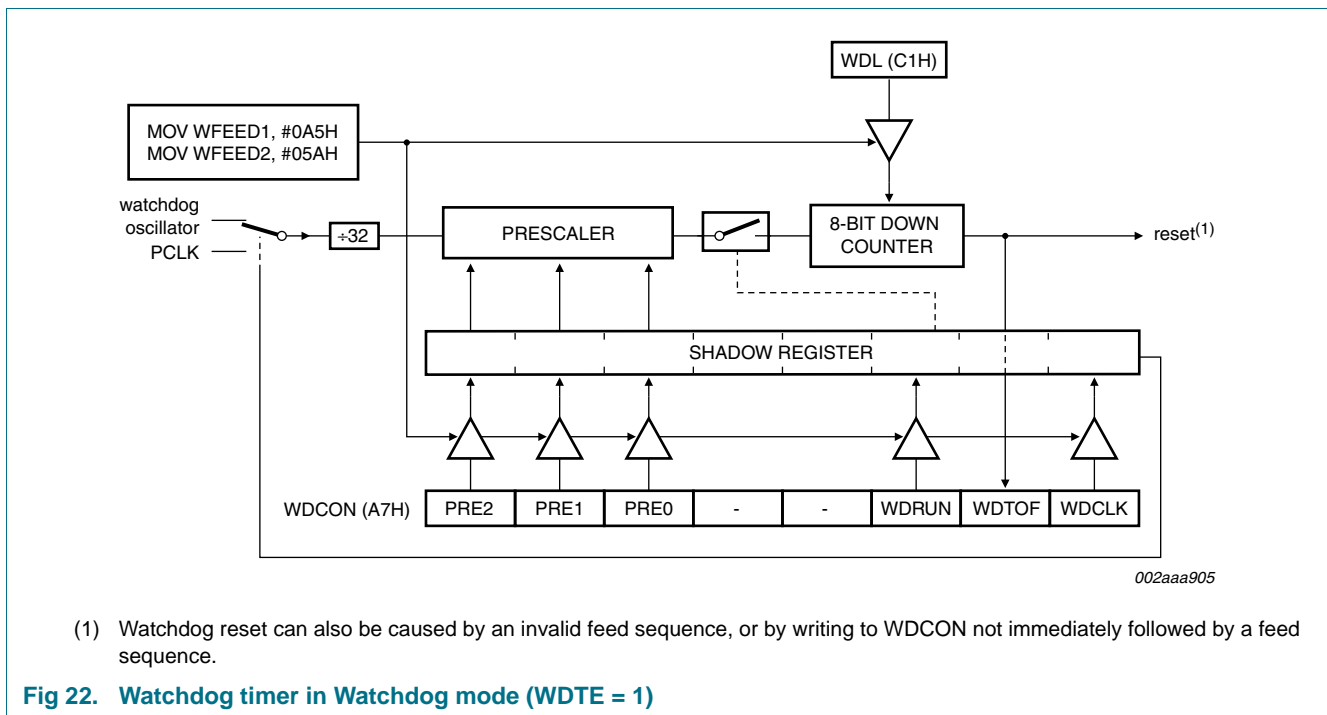 WDL (C1H)
MOV WFEED1, #0A5H
MOV WFEED2, #05AH
watchdog
oscillator
PCLK
÷32
PRESCALER
8-BIT DOWN
COUNTER
reset(1)
SHADOW REGISTER
WDCON (A7H)
PRE2 PRE1 PRE0 - - WDRUN WDTOF WDCLK
002aaa905
(1) Watchdog reset can also be caused by an invalid feed sequence, or by writing to WDCON not immediately followed by a feed
sequence.
Fig 22. Watchdog timer in Watchdog mode (WDTE = 1)